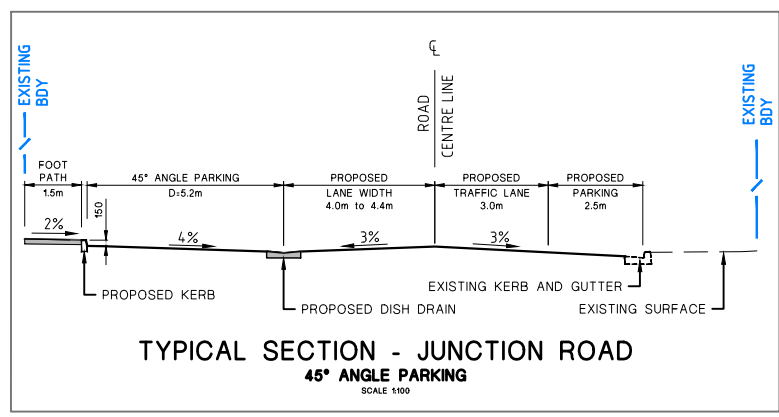 EXISTING
BDY
℄
ROAD
CENTRE LINE
EXISTING
BDY
FOOT
PATH
1.5m
45° ANGLE PARKING
D=5.2m
PROPOSED
LANE WIDTH
4.0m to 4.4m
PROPOSED
TRAFFIC LANE
3.0m
PROPOSED
PARKING
2.5m
2%
150
4%
3%
3%
PROPOSED KERB
PROPOSED DISH DRAIN
EXISTING KERB AND GUTTER
EXISTING SURFACE
TYPICAL SECTION - JUNCTION ROAD
45° ANGLE PARKING
SCALE 1:100